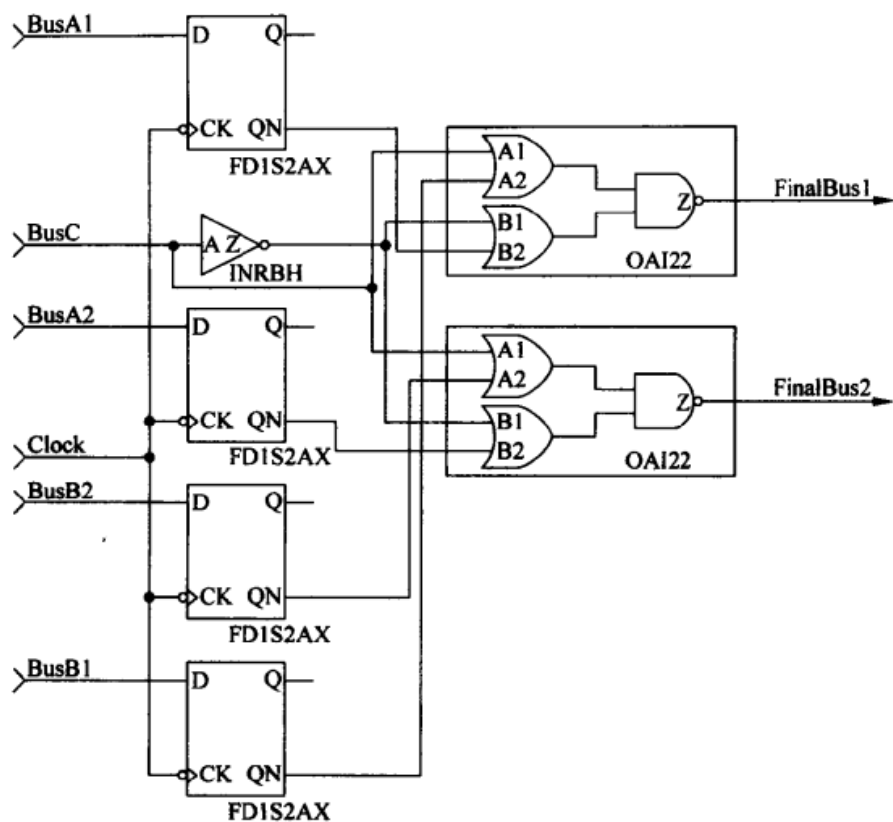 BusA1
D Q
CK QN
FD1S2AX
BusC
A Z
INRBH
BusA2
D Q
CK QN
FD1S2AX
Clock
BusB2
D Q
CK QN
FD1S2AX
BusB1
D Q
CK QN
FD1S2AX
A1
A2
B1
B2
Z
OAI22
FinalBus1
A1
A2
B1
B2
Z
OAI22
FinalBus2